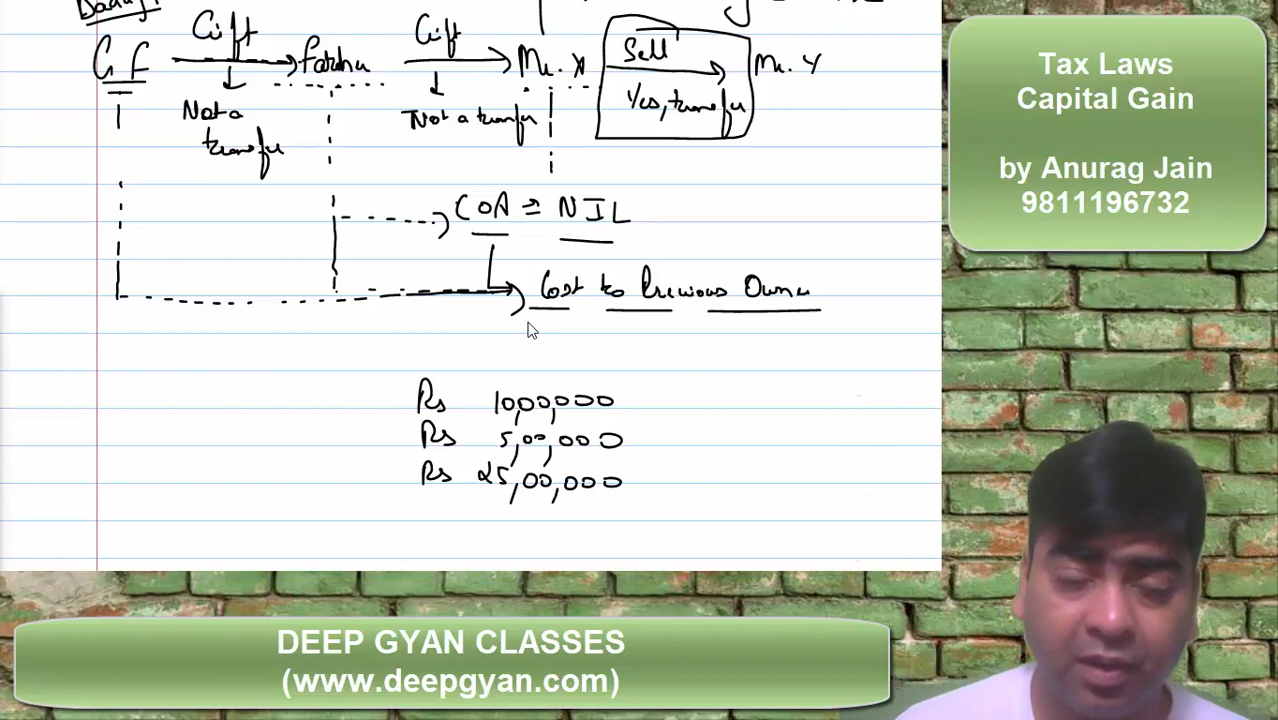 Gift
Gift
GF
Father
Mr. X
Sell
Mr. Y
Not a
transfer
Not a transfer
Yes, transfer
COA = NIL
Cost to Previous Owner
Rs 10,00,000
Rs 5,00,000
Rs 25,00,000
Tax Laws
Capital Gain
by Anurag Jain
9811196732
DEEP GYAN CLASSES
(www.deepgyan.com)